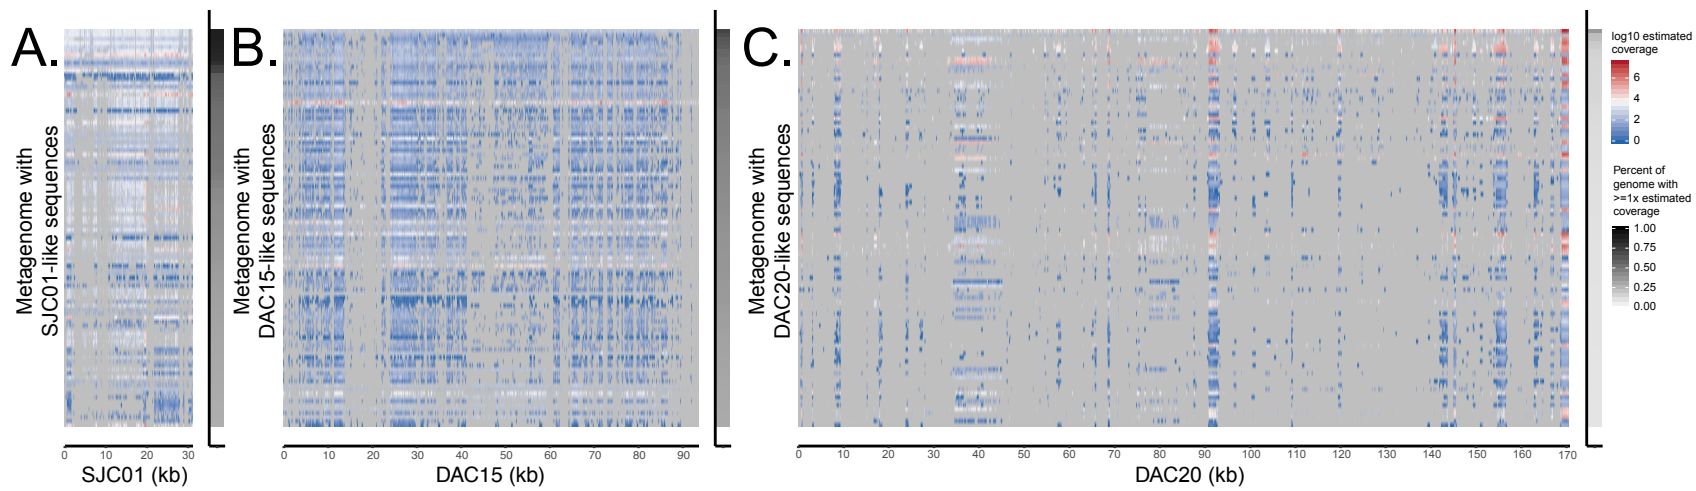 A.
Metagenome with
SJC01-like sequences
0 10 20 30
SJC01 (kb)
B.
Metagenome with
DAC15-like sequences
0 10 20 30 40 50 60 70 80 90
DAC15 (kb)
C.
Metagenome with
DAC20-like sequences
0 10 20 30 40 50 60 70 80 90 100 110 120 130 140 150 160 170
DAC20 (kb)
log10 estimated
coverage
6
4
2
0
Percent of
genome with
>=1x estimated
coverage
1.00
0.75
0.50
0.25
0.00